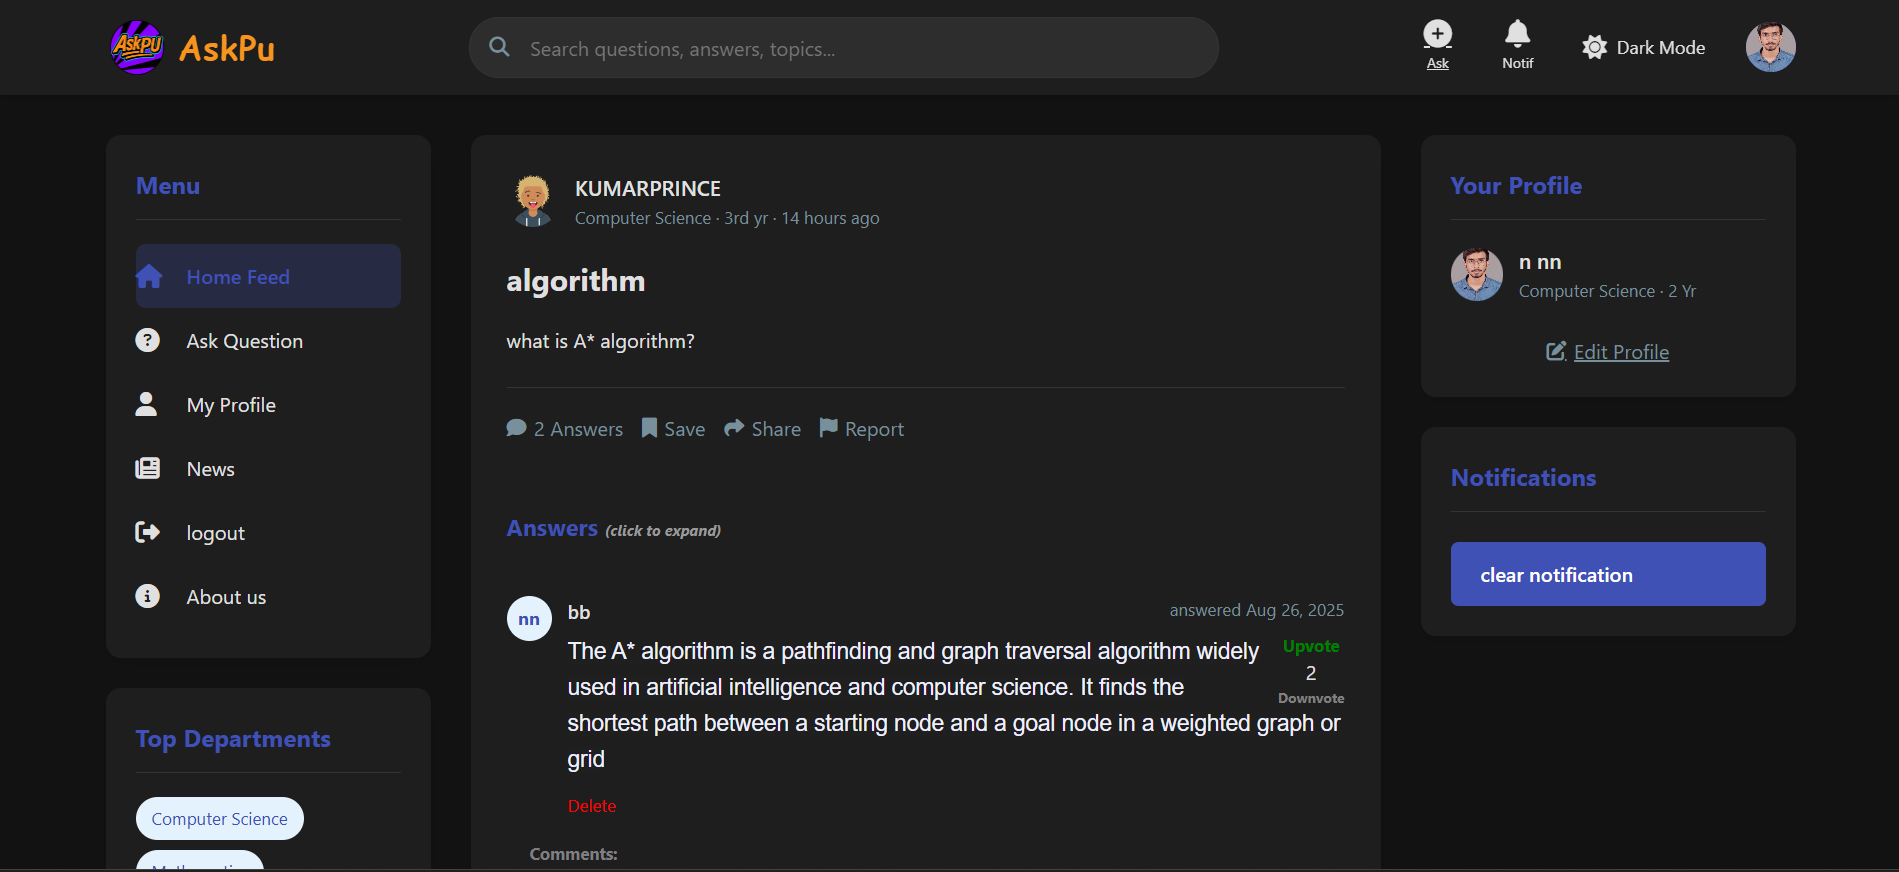 AskPU AskPu
Search questions, answers, topics...
Ask
Notif
Dark Mode
Menu
Home Feed
Ask Question
My Profile
News
logout
About us
Top Departments
Computer Science
KUMARPRINCE
Computer Science · 3rd yr · 14 hours ago
algorithm
what is A* algorithm?
2 Answers Save Share Report
Answers (click to expand)
nn bb answered Aug 26, 2025
The A* algorithm is a pathfinding and graph traversal algorithm widely
used in artificial intelligence and computer science. It finds the
shortest path between a starting node and a goal node in a weighted graph or
grid
Upvote
2
Downvote
Delete
Comments:
Your Profile
n nn
Computer Science · 2 Yr
Edit Profile
Notifications
clear notification